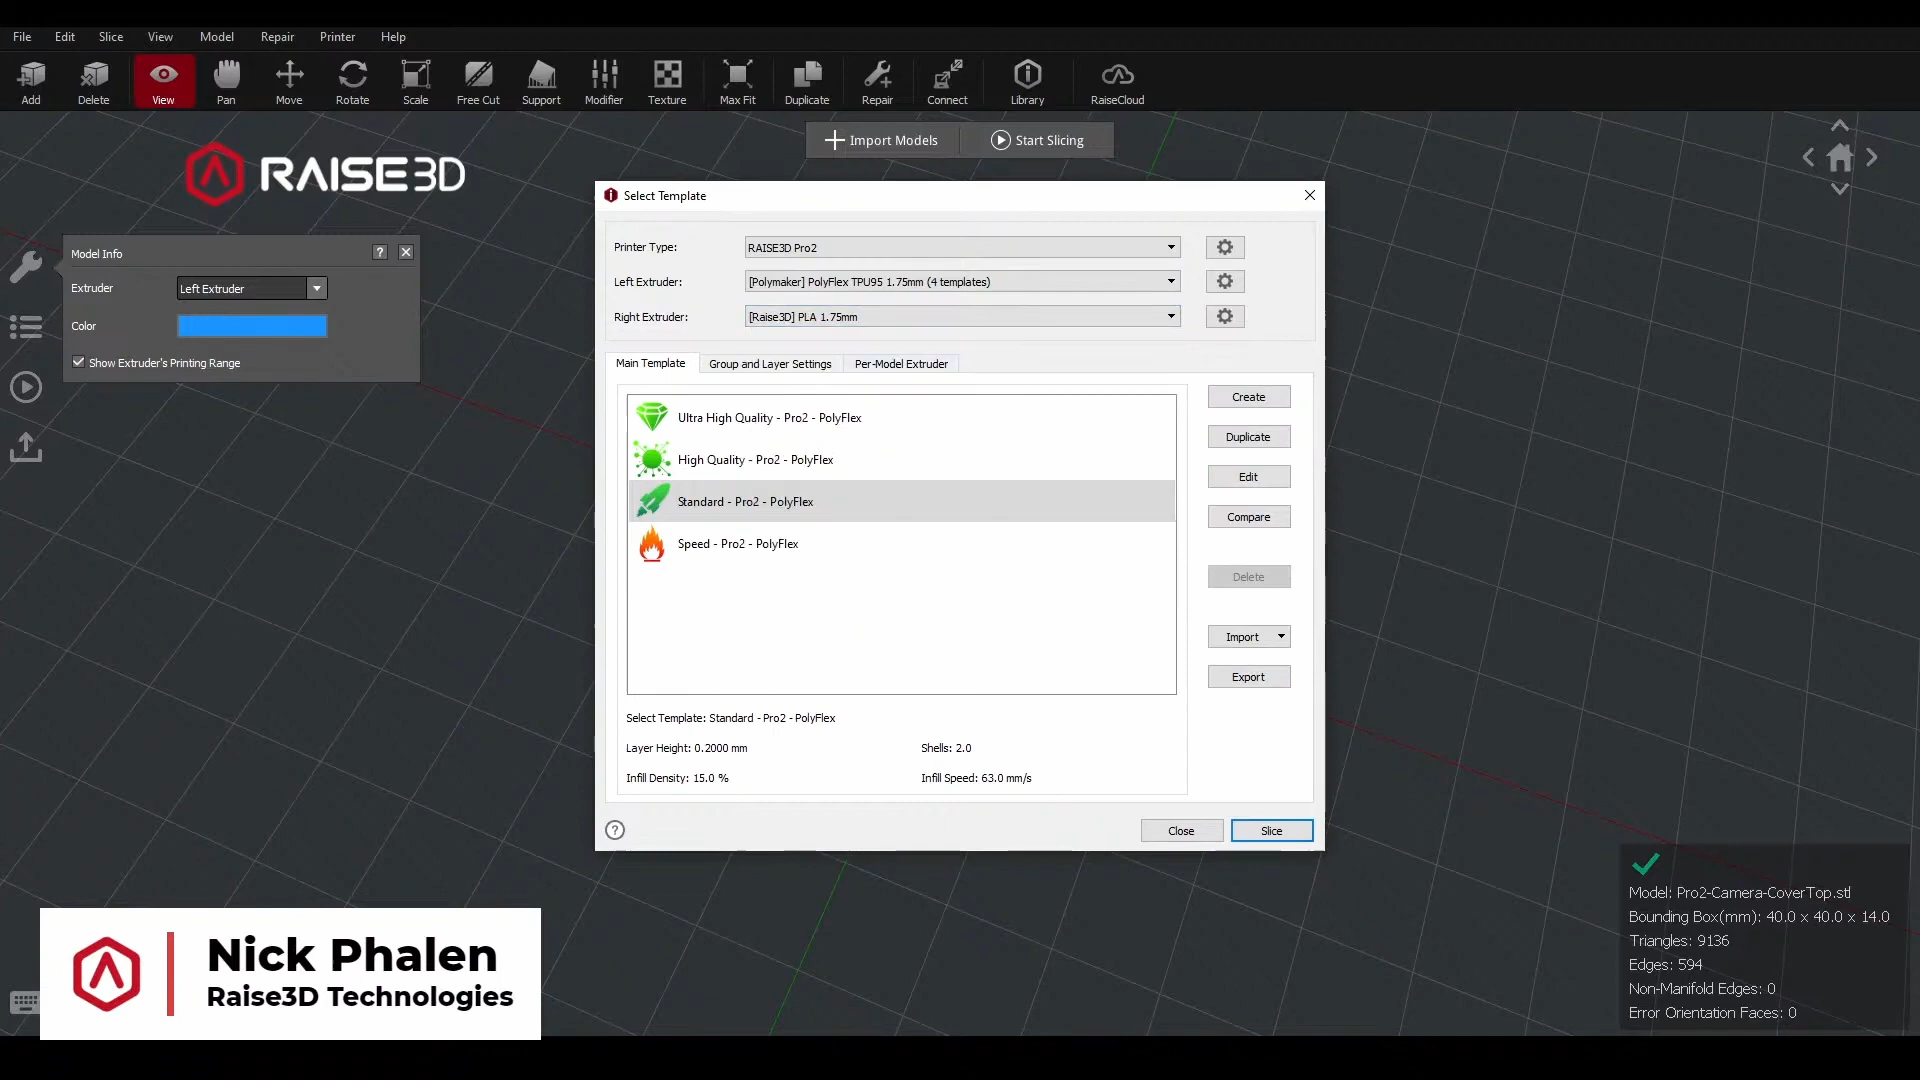 File Edit Slice View Model Repair Printer Help
Add Delete View Pan Move Rotate Scale Free Cut Support Modifier Texture Max Fit Duplicate Repair Connect Library RaiseCloud
Import Models Start Slicing
RAISE3D
Model Info ?
Extruder Left Extruder
Color
Show Extruder's Printing Range
Select Template
Printer Type: RAISE3D Pro2
Left Extruder: [Polymaker] PolyFlex TPU95 1.75mm (4 templates)
Right Extruder: [Raise3D] PLA 1.75mm
Main Template Group and Layer Settings Per-Model Extruder
Ultra High Quality - Pro2 - PolyFlex
High Quality - Pro2 - PolyFlex
Standard - Pro2 - PolyFlex
Speed - Pro2 - PolyFlex
Create
Duplicate
Edit
Compare
Delete
Import
Export
Select Template: Standard - Pro2 - PolyFlex
Layer Height: 0.2000 mm Shells: 2.0
Infill Density: 15.0 % Infill Speed: 63.0 mm/s
? Close Slice
Nick Phalen
Raise3D Technologies
Model: Pro2-Camera-CoverTop.stl
Bounding Box(mm): 40.0 x 40.0 x 14.0
Triangles: 9136
Edges: 594
Non-Manifold Edges: 0
Error Orientation Faces: 0